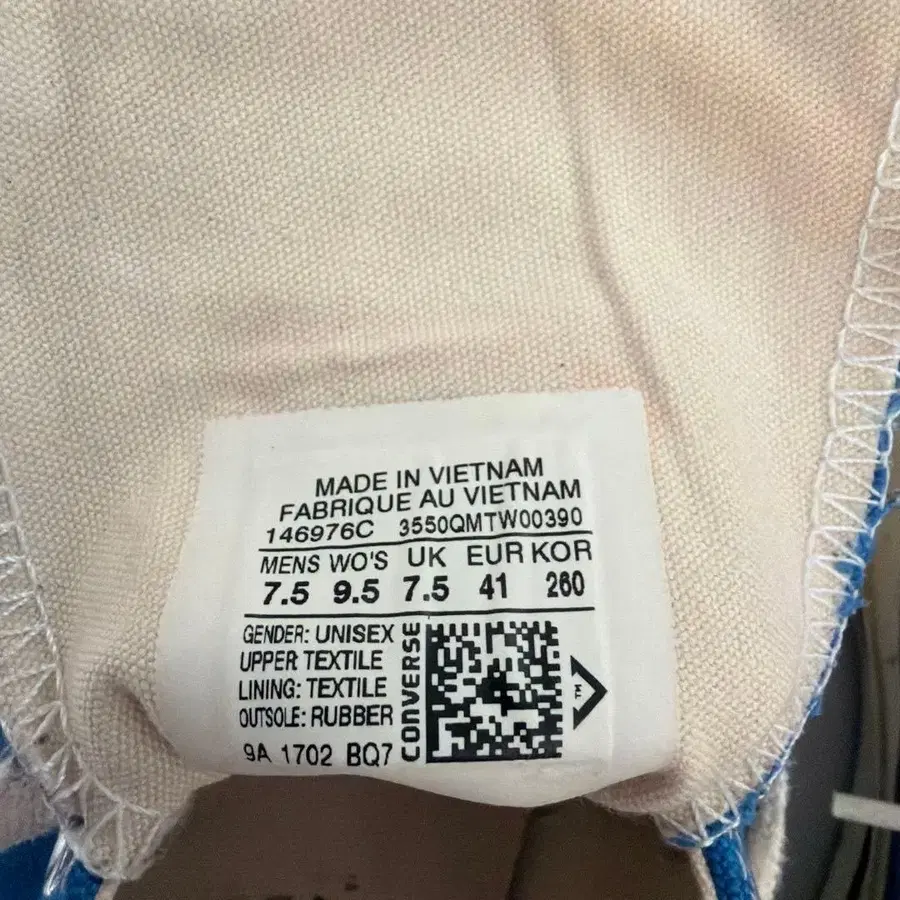 MADE IN VIETNAM
FABRIQUE AU VIETNAM
146976C 3550QMTW00390
MENS WO'S UK EUR KOR
7.5 9.5 7.5 41 260
GENDER: UNISEX
UPPER: TEXTILE
LINING: TEXTILE
OUTSOLE: RUBBER
9A 1702 BQ7
CONVERSE
TM